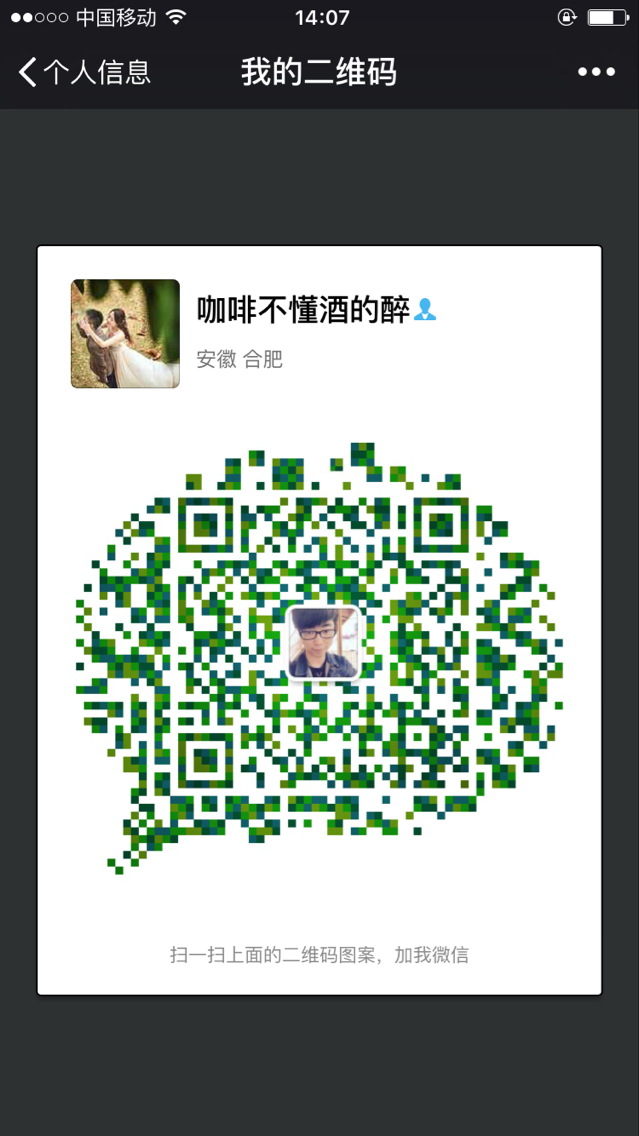 中国移动 14:07
个人信息 我的二维码
咖啡不懂酒的醉
安徽 合肥
扫一扫上面的二维码图案，加我微信